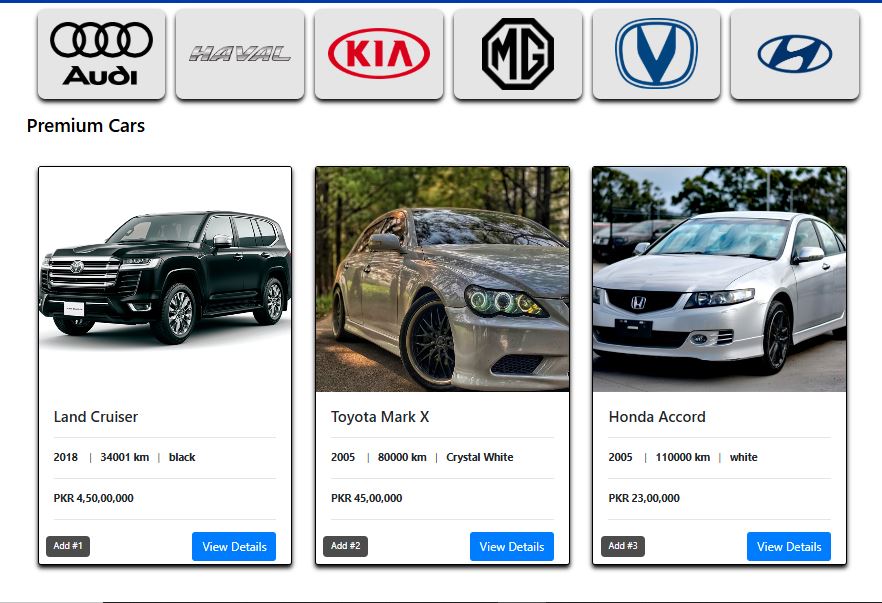 Audi HAVAL KIA MG
Premium Cars
Land Cruiser
2018 | 34001 km | black
PKR 4,50,00,000
Add #1 View Details
Toyota Mark X
2005 | 80000 km | Crystal White
PKR 45,00,000
Add #2 View Details
Honda Accord
2005 | 110000 km | white
PKR 23,00,000
Add #3 View Details